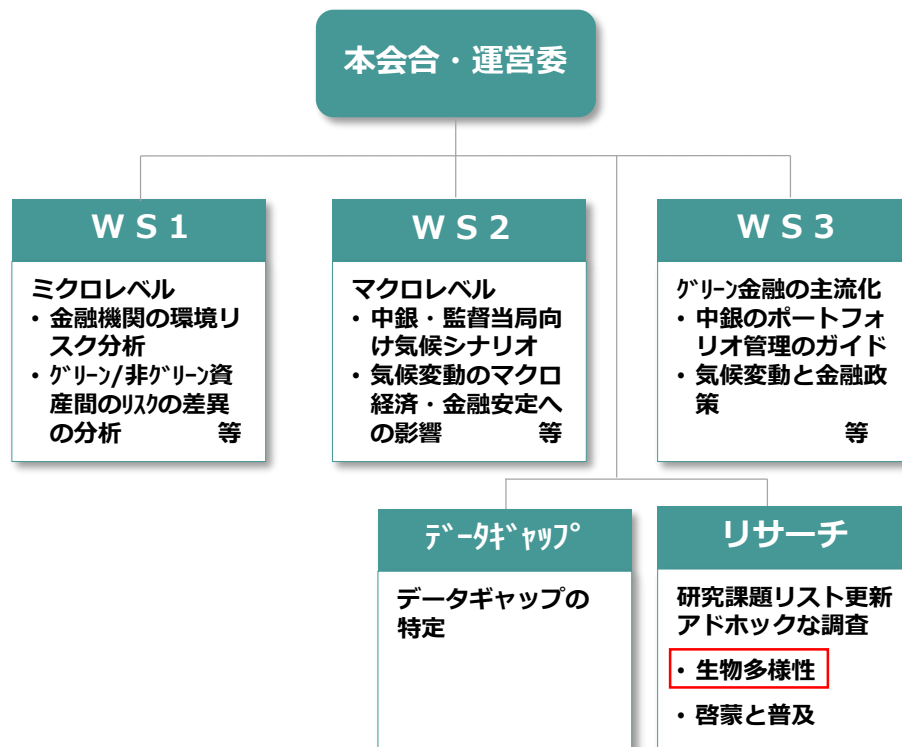 本会合・運営委
ＷＳ１
ミクロレベル
・金融機関の環境リ
スク分析
・ｸﾞﾘｰﾝ/非ｸﾞﾘｰﾝ資
産間のﾘｽｸの差異
の分析　等
ＷＳ２
マクロレベル
・中銀・監督当局向
け気候シナリオ
・気候変動のマクロ
経済・金融安定へ
の影響　等
ＷＳ３
ｸﾞﾘｰﾝ金融の主流化
・中銀のポートフォ
リオ管理のガイド
・気候変動と金融政
策
等
ﾃﾞｰﾀｷﾞｬｯﾌﾟ
データギャップの
特定
リサーチ
研究課題リスト更新
アドホックな調査
・生物多様性
・啓蒙と普及